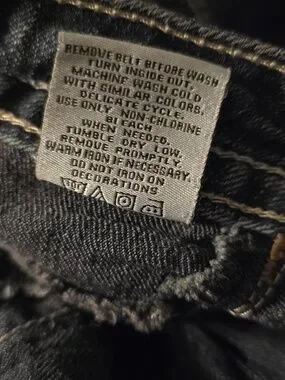 REMOVE BELT BEFORE WASH
TURN INSIDE OUT.
MACHINE WASH COLD
WITH SIMILAR COLORS.
DELICATE CYCLE.
USE ONLY NON-CHLORINE
BLEACH
WHEN NEEDED.
TUMBLE DRY LOW.
REMOVE PROMPTLY.
WARM IRON IF NECESSARY.
DO NOT IRON ON
DECORATIONS